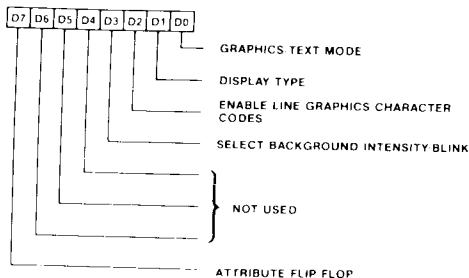 D7 D6 D5 D4 D3 D2 D1 D0
GRAPHICS TEXT MODE
DISPLAY TYPE
ENABLE LINE GRAPHICS CHARACTER
CODES
SELECT BACKGROUND INTENSITY BLINK
NOT USED
ATTRIBUTE FLIP FLOP